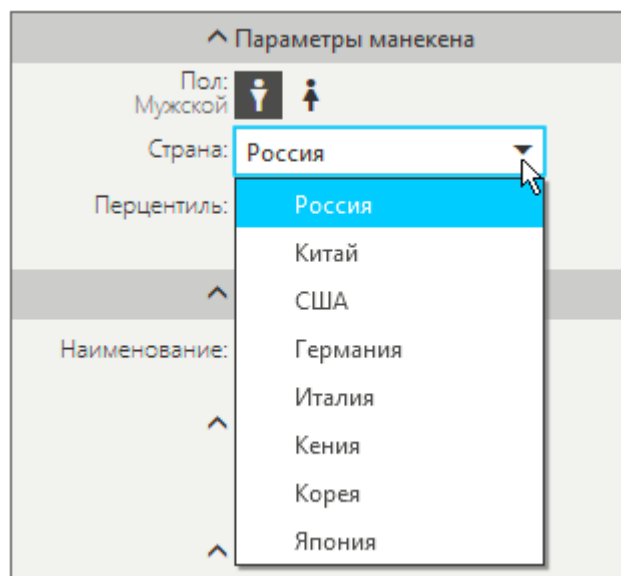 Параметры манекена
Пол:
Мужской
Страна: Россия
Перцентиль: Россия
Китай
США
Германия
Наименование:
Италия
Кения
Корея
Япония